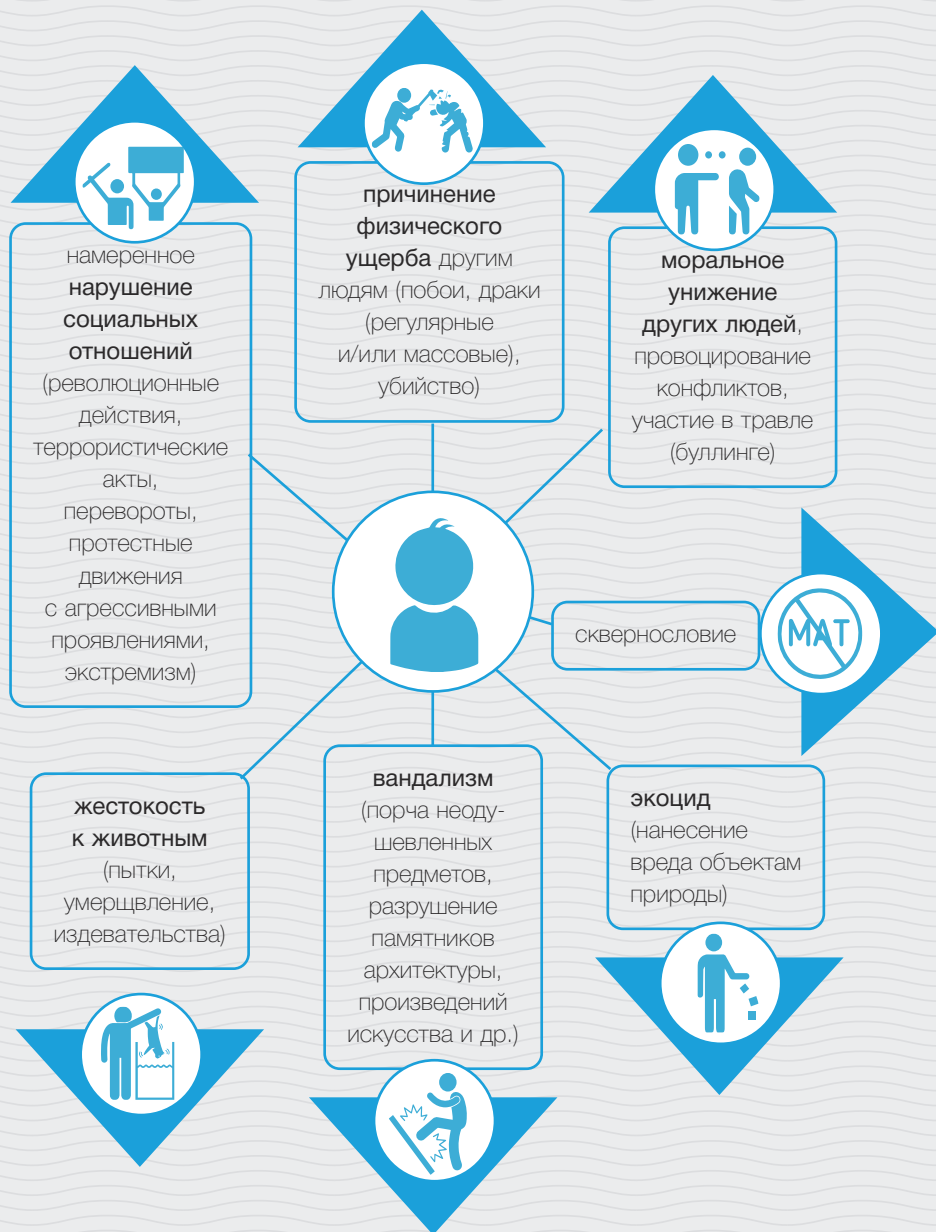 намеренное
нарушение
социальных
отношений
(революционные
действия,
террористические
акты,
перевороты,
протестные
движения
с агрессивными
проявлениями,
экстремизм)
причинение
физического
ущерба другим
людям (побои, драки
(регулярные
и/или массовые),
убийство)
моральное
унижение
других людей,
провоцирование
конфликтов,
участие в травле
(буллинге)
сквернословие
МАТ
жестокость
к животным
(пытки,
умерщвление,
издевательства)
вандализм
(порча неоду-
шевленных
предметов,
разрушение
памятников
архитектуры,
произведений
искусства и др.)
экоцид
(нанесение
вреда объектам
природы)